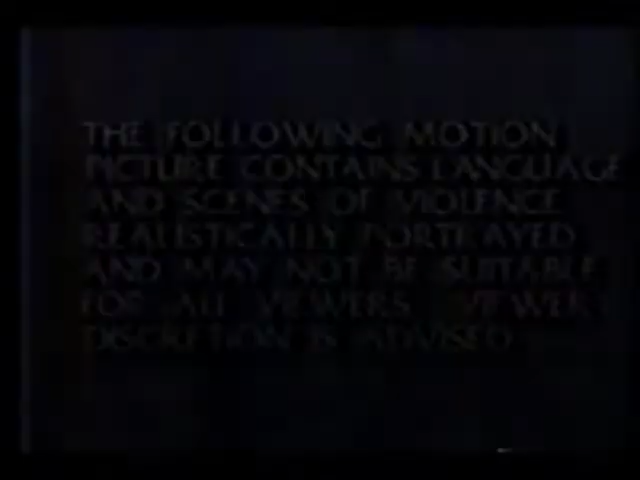 THE FOLLOWING MOTION
PICTURE CONTAINS LANGUAGE
AND SCENES OF VIOLENCE
REALISTICALLY PORTRAYED
AND MAY NOT BE SUITABLE
FOR ALL VIEWERS. VIEWER
DISCRETION IS ADVISED